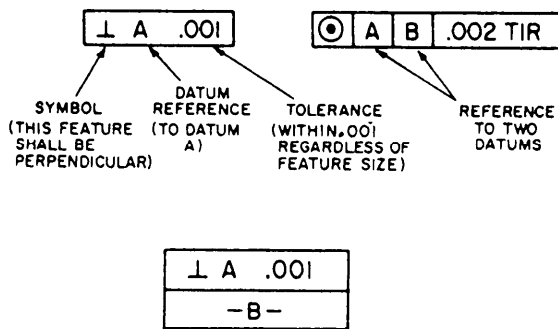 ⊥ A .001
◎ A B .002 TIR
SYMBOL
(THIS FEATURE
SHALL BE
PERPENDICULAR)
DATUM
REFERENCE
(TO DATUM
A)
TOLERANCE
(WITHIN .001
REGARDLESS OF
FEATURE SIZE)
REFERENCE
TO TWO
DATUMS
⊥ A .001
-B-